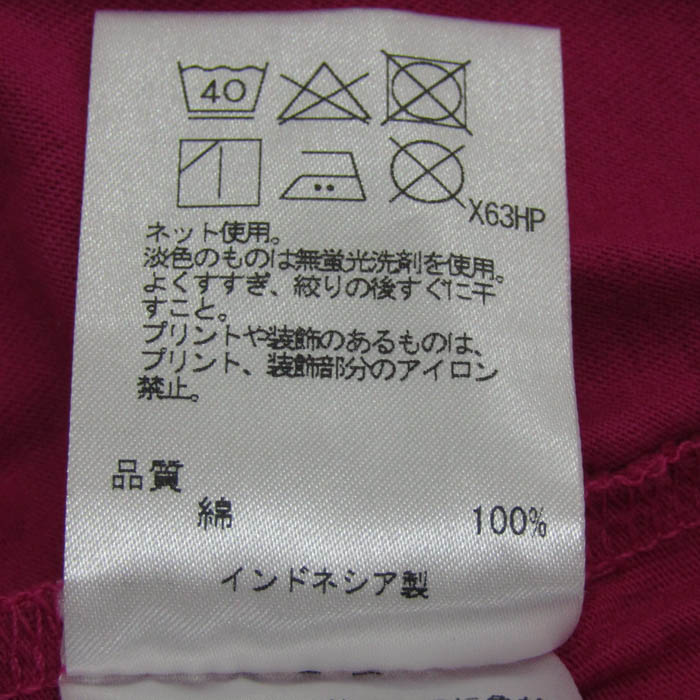 40
X63HP
ネット使用。
淡色のものは無蛍光洗剤を使用。
よくすすぎ、絞りの後すぐに干
すこと。
プリントや装飾のあるものは、
プリント、装飾部分のアイロン
禁止。
品質
綿 100%
インドネシア製